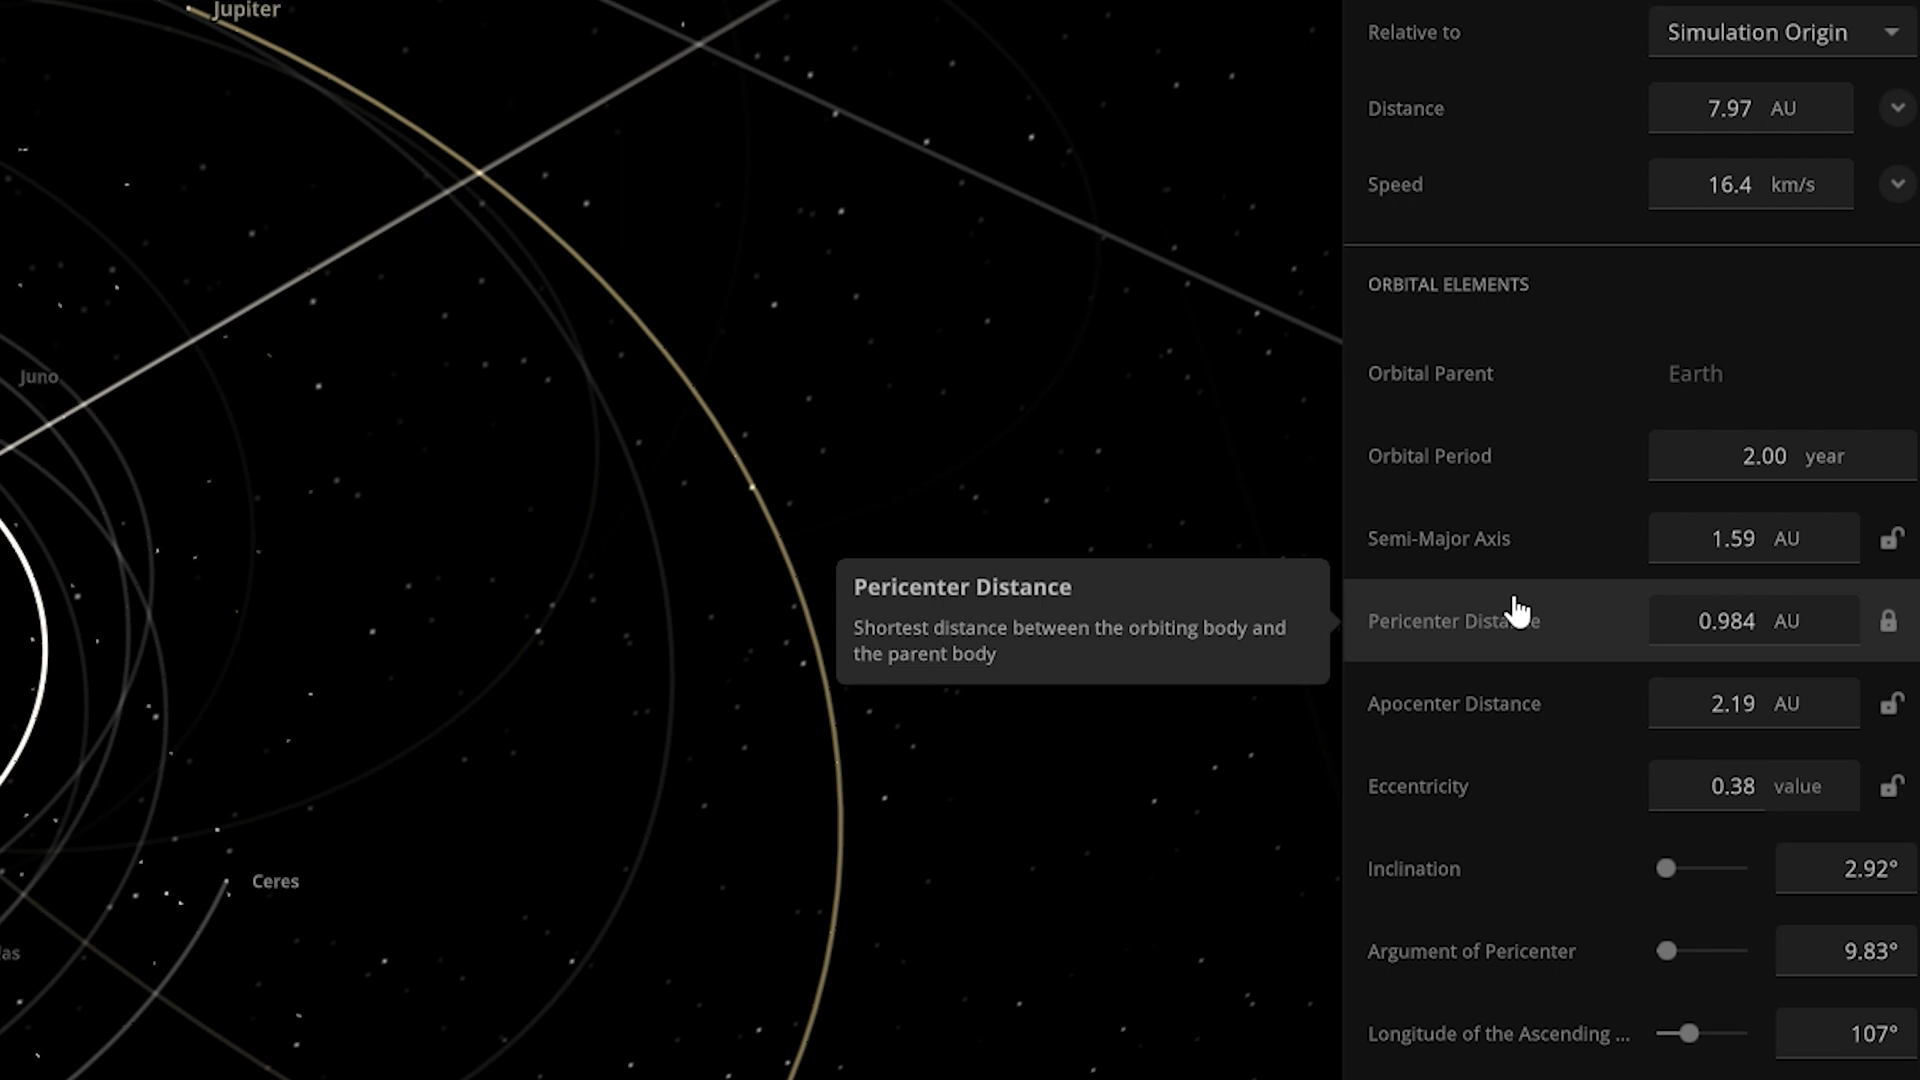 Jupiter
Relative to
Simulation Origin
Distance
7.97 AU
Speed
16.4 km/s
ORBITAL ELEMENTS
Orbital Parent
Earth
Juno
Orbital Period
2.00 year
Semi-Major Axis
1.59 AU
Pericenter Distance
Shortest distance between the orbiting body and
the parent body
Pericenter Distance
0.984 AU
Apocenter Distance
2.19 AU
Eccentricity
0.38 value
Inclination
2.92°
Ceres
las
Argument of Pericenter
9.83°
Longitude of the Ascending ...
107°